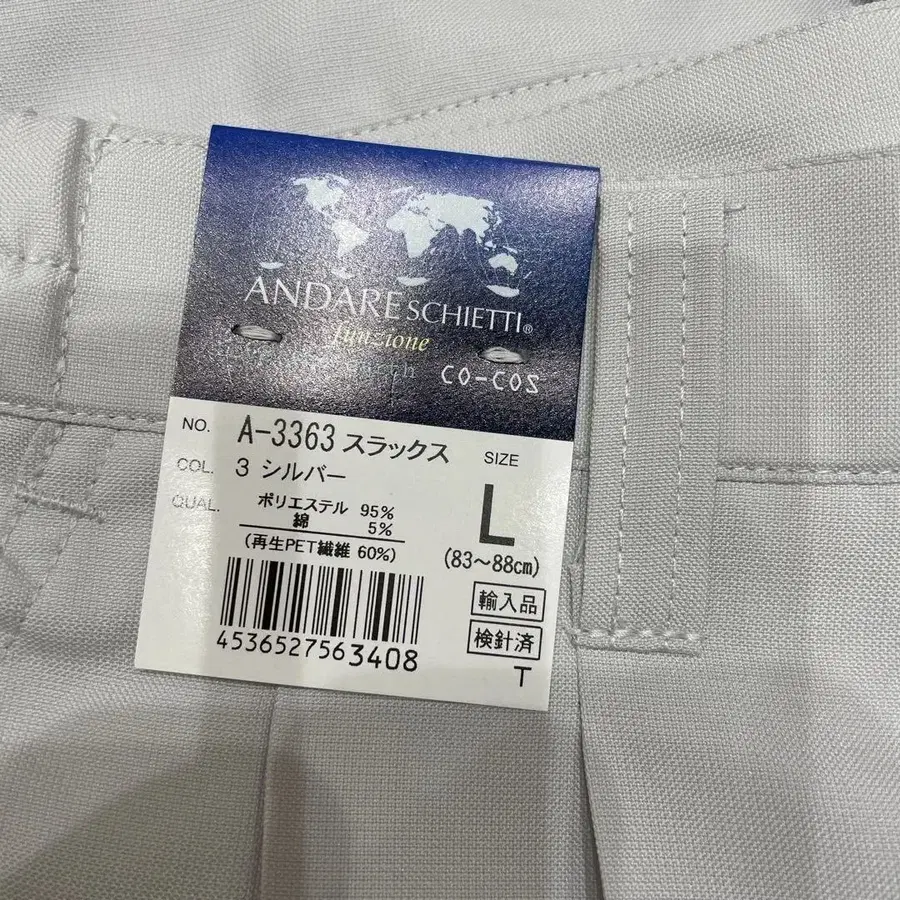 ANDARE SCHIETTI®
funzione
CO-COS
NO. A-3363 スラックス
COL. 3 シルバー
QUAL. ポリエステル 95%
綿 5%
(再生PET繊維 60%)
SIZE
L
(83～88cm)
輸入品
検針済
T
4536527563408